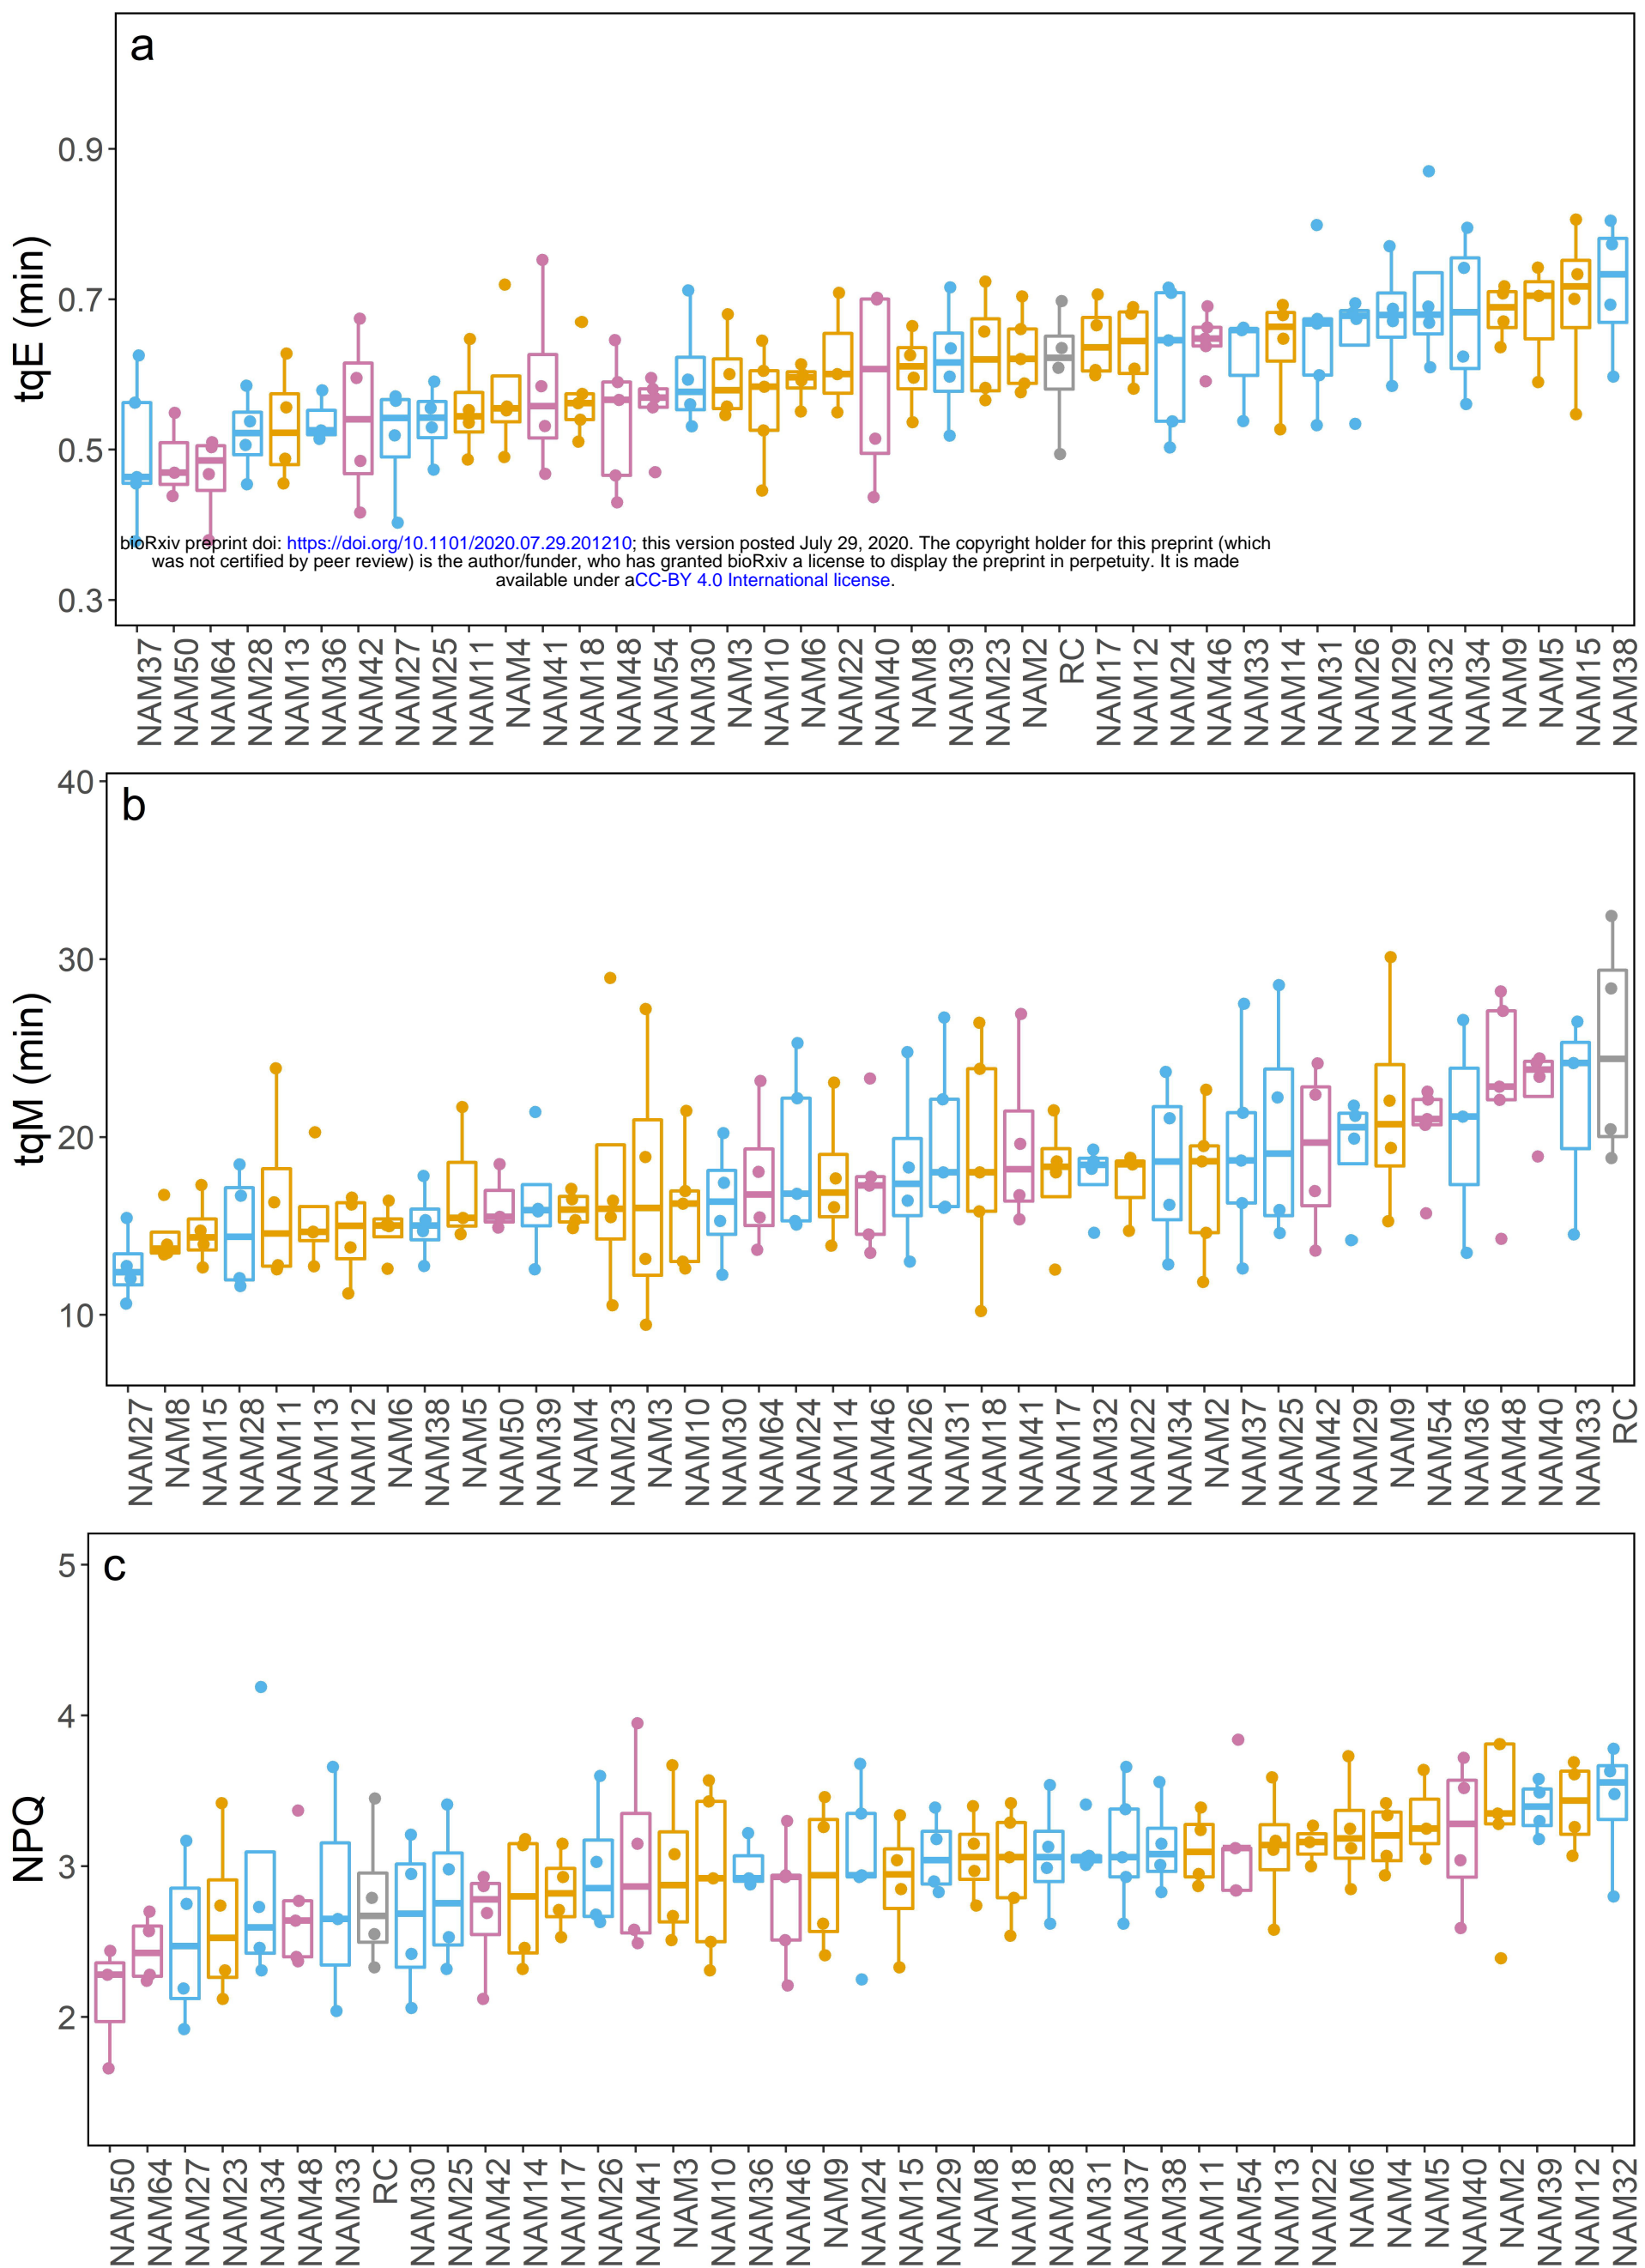 a
tqE (min)
0.9
0.7
0.5
0.3
bioRxiv preprint doi: https://doi.org/10.1101/2020.07.29.201210; this version posted July 29, 2020. The copyright holder for this preprint (which
was not certified by peer review) is the author/funder, who has granted bioRxiv a license to display the preprint in perpetuity. It is made
available under aCC-BY 4.0 International license.
NAM37 NAM50 NAM64 NAM28 NAM13 NAM36 NAM42 NAM27 NAM25 NAM11 NAM4 NAM41 NAM18 NAM48 NAM54 NAM30 NAM3 NAM10 NAM6 NAM22 NAM40 NAM8 NAM39 NAM23 NAM2 RC NAM17 NAM12 NAM24 NAM46 NAM33 NAM14 NAM31 NAM26 NAM29 NAM32 NAM34 NAM9 NAM5 NAM15 NAM38
b
tqM (min)
40
30
20
10
NAM27 NAM8 NAM15 NAM28 NAM11 NAM13 NAM12 NAM6 NAM38 NAM5 NAM50 NAM39 NAM4 NAM23 NAM3 NAM10 NAM30 NAM64 NAM24 NAM14 NAM46 NAM26 NAM31 NAM18 NAM41 NAM17 NAM32 NAM22 NAM34 NAM2 NAM37 NAM25 NAM42 NAM29 NAM9 NAM54 NAM36 NAM48 NAM40 NAM33 RC
c
NPQ
5
4
3
2
NAM50 NAM64 NAM27 NAM23 NAM34 NAM48 NAM33 RC NAM30 NAM25 NAM42 NAM14 NAM17 NAM26 NAM41 NAM3 NAM10 NAM36 NAM46 NAM9 NAM24 NAM15 NAM29 NAM8 NAM18 NAM28 NAM31 NAM37 NAM38 NAM11 NAM54 NAM13 NAM22 NAM6 NAM4 NAM5 NAM40 NAM2 NAM39 NAM12 NAM32